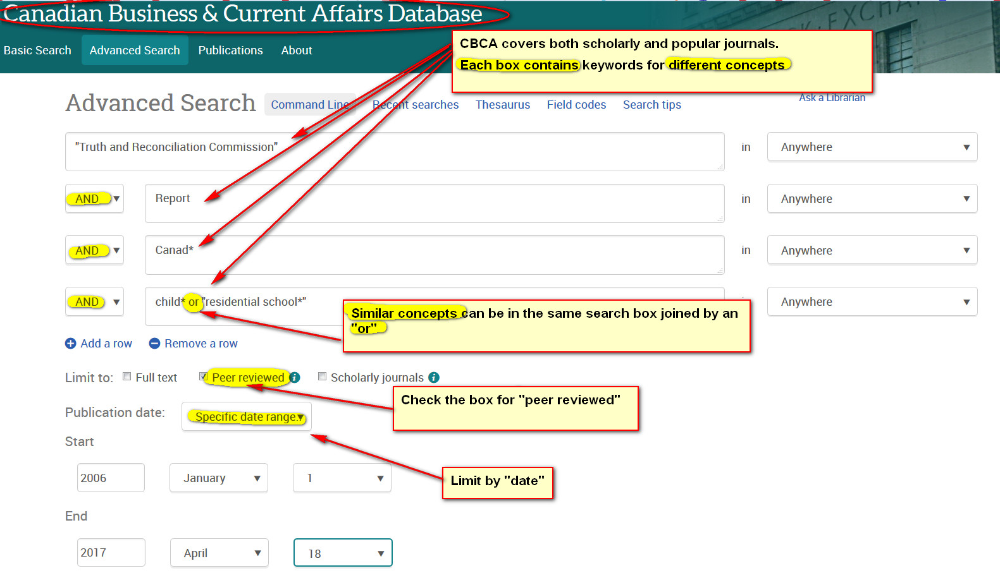 Canadian Business & Current Affairs Database
Basic Search Advanced Search Publications About
CBCA covers both scholarly and popular journals.
Each box contains keywords for different concepts
Ask a Librarian
Advanced Search Command Line Recent searches Thesaurus Field codes Search tips
"Truth and Reconciliation Commission" in Anywhere
AND Report in Anywhere
AND Canad* in Anywhere
AND child* or "residential school*" Anywhere
Similar concepts can be in the same search box joined by an
"or"
Add a row Remove a row
Limit to: Full text Peer reviewed Scholarly journals
Check the box for "peer reviewed"
Publication date: Specific date range
Start
2006 January 1
Limit by "date"
End
2017 April 18